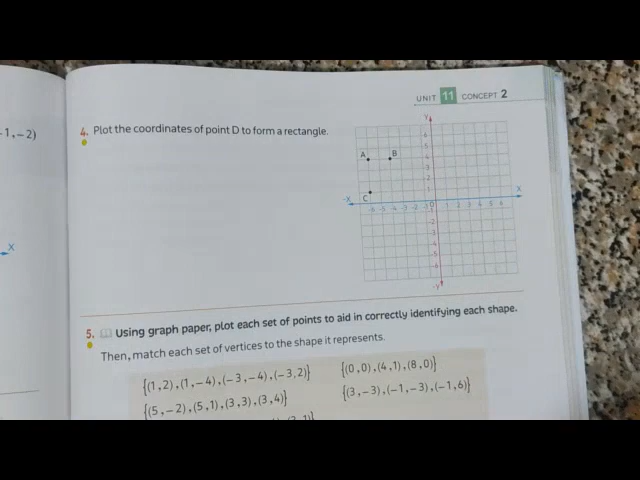 UNIT 11 CONCEPT 2
-1,-2)
4. Plot the coordinates of point D to form a rectangle.
y
A B
C
-X X
-y
X
5. Using graph paper, plot each set of points to aid in correctly identifying each shape.
Then, match each set of vertices to the shape it represents.
{(1,2),(1,-4),(-3,-4),(-3,2)} {(0,0),(4,1),(8,0)}
{(5,-2),(5,1),(3,3),(3,4)} {(3,-3),(-1,-3),(-1,6)}